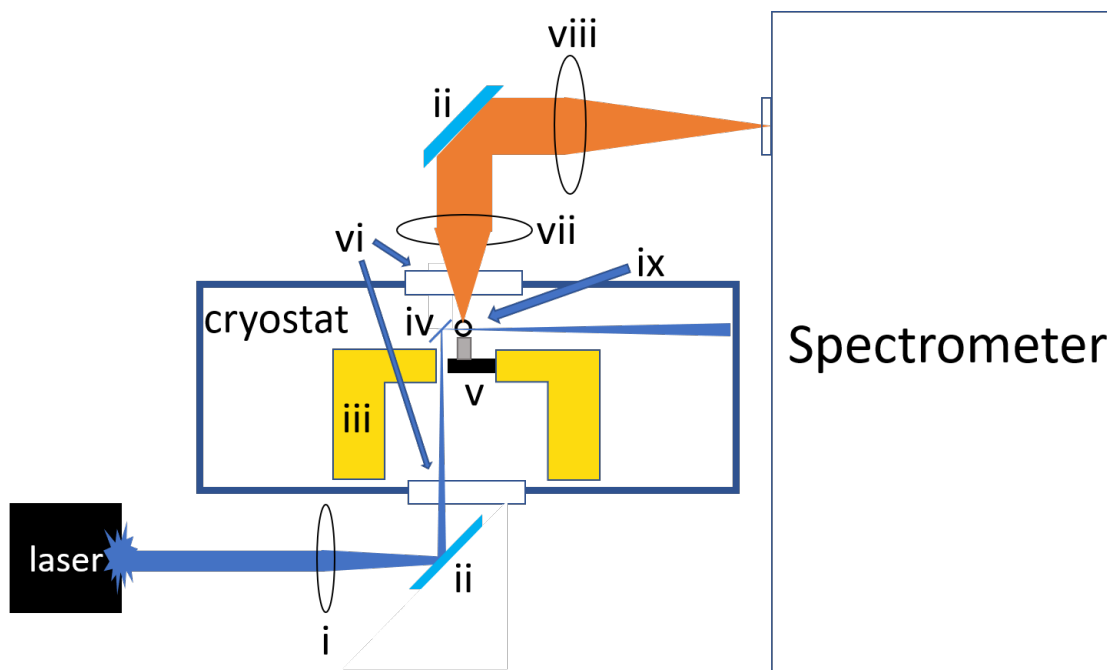 viii
ii
vii
vi
ix
cryostat
iv
Spectrometer
v
iii
laser
ii
i